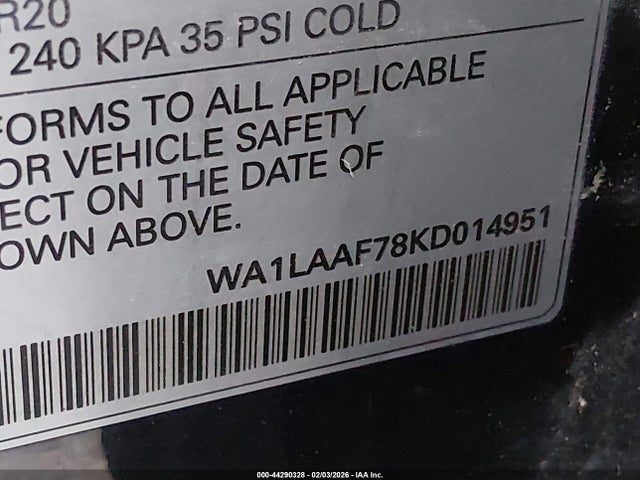 R20
240 KPA 35 PSI COLD
FORMS TO ALL APPLICABLE
OR VEHICLE SAFETY
ECT ON THE DATE OF
OWN ABOVE.
WA1LAAF78KD014951
000-44290328 - 02/03/2026 - IAA Inc.